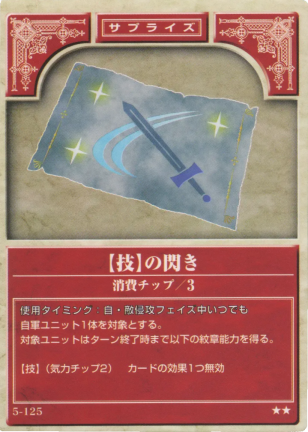 サプライズ
【技】の閃き
消費チップ／3
使用タイミング　自・敵侵攻フェイズ中いつでも
自軍ユニット1体を対象とする。
対象ユニットはターン終了時まで以下の紋章能力を得る。
【技】（気力チップ2）　カードの効果1つ無効
5-125
★★